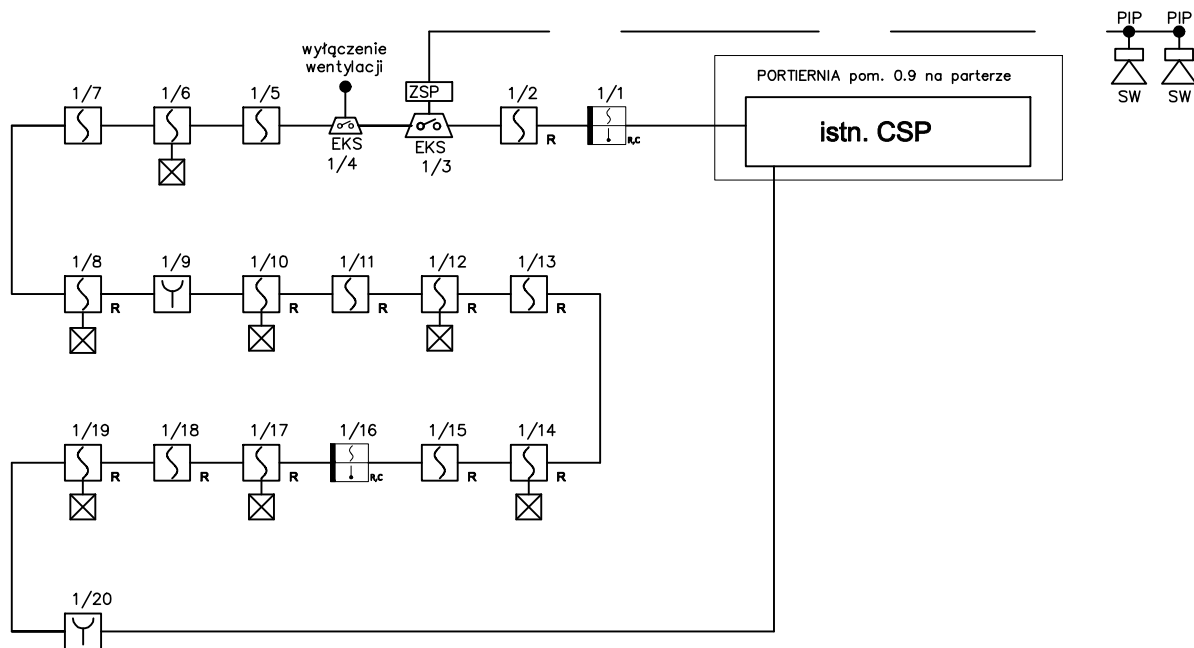 PIP PIP
wyłączenie
wentylacji
PORTIERNIA pom. 0.9 na parterze
1/7 1/6 1/5 ZSP 1/2 1/1
SW SW
istn. CSP
EKS EKS R R,C
1/4 1/3
1/8 1/9 1/10 1/11 1/12 1/13
R R R R R
1/19 1/18 1/17 1/16 1/15 1/14
R R R R,C R R
1/20